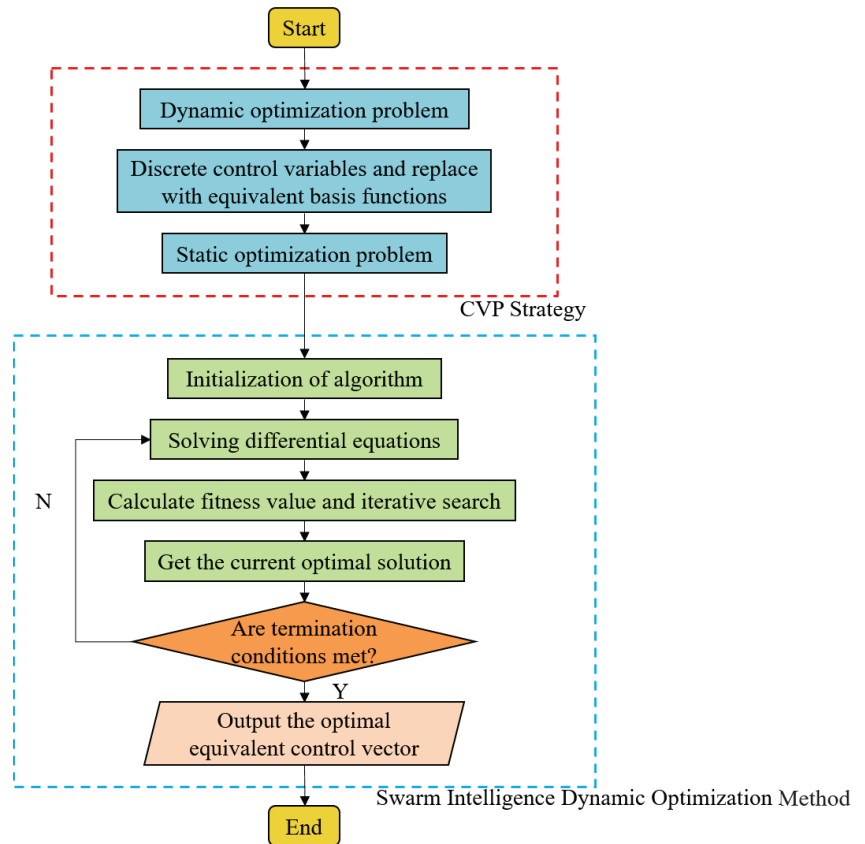 Start
Dynamic optimization problem
Discrete control variables and replace
with equivalent basis functions
Static optimization problem
CVP Strategy
Initialization of algorithm
Solving differential equations
N
Calculate fitness value and iterative search
Get the current optimal solution
Are termination
conditions met?
Y
Output the optimal
equivalent control vector
Swarm Intelligence Dynamic Optimization Method
End